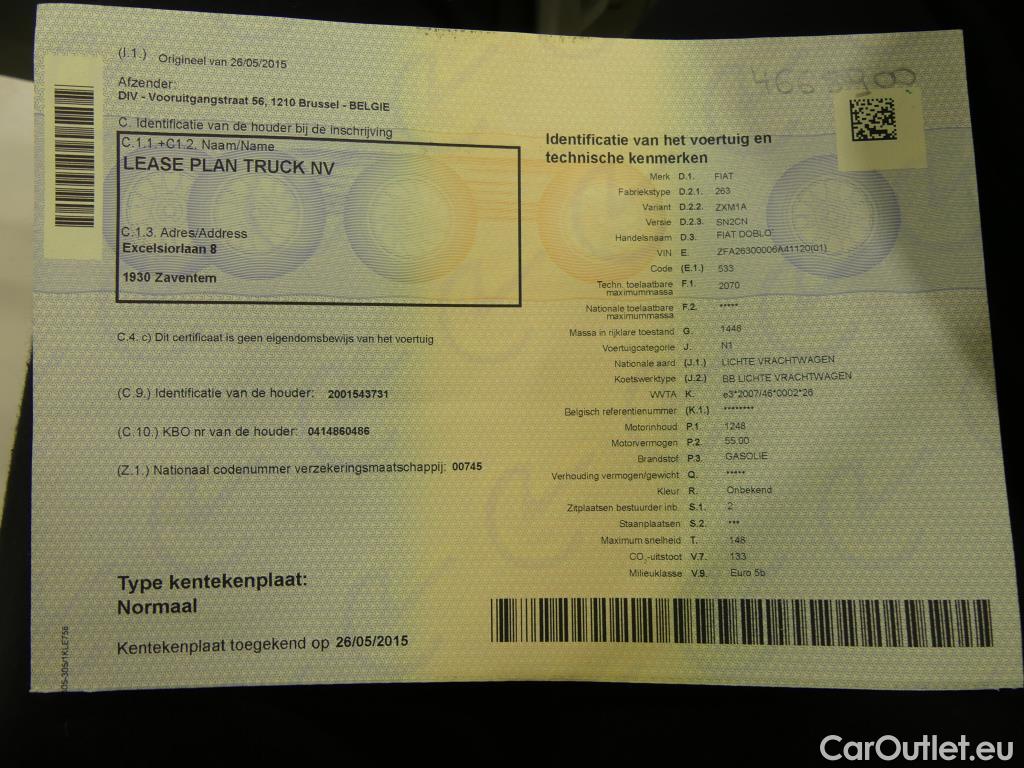 (I.1.) Origineel van 26/05/2015
Afzender:
DIV - Vooruitgangstraat 56, 1210 Brussel - BELGIE
C. Identificatie van de houder bij de inschrijving
C.1.1.+C1.2. Naam/Name
LEASE PLAN TRUCK NV
C.1.3. Adres/Address
Excelsiorlaan 8
1930 Zaventem
C.4. c) Dit certificaat is geen eigendomsbewijs van het voertuig
(C.9.) Identificatie van de houder: 2001543731
(C.10.) KBO nr van de houder: 0414860486
(Z.1.) Nationaal codenummer verzekeringsmaatschappij: 00745
Type kentekenplaat:
Normaal
Kentekenplaat toegekend op 26/05/2015
Identificatie van het voertuig en
technische kenmerken
Merk D.1. FIAT
Fabriekstype D.2.1. 263
Variant D.2.2. ZXM1A
Versie D.2.3. SN2CN
Handelsnaam D.3. FIAT DOBLO
VIN E. ZFA26300006A41120(01)
Code (E.1.) 533
Techn. toelaatbare
maximummassa F.1. 2070
Nationale toelaatbare
maximummassa F.2. *****
Massa in rijklare toestand G. 1448
Voertuigcategorie J. N1
Nationale aard (J.1.) LICHTE VRACHTWAGEN
Koetswerktype (J.2.) BB LICHTE VRACHTWAGEN
WVTA K. e3*2007/46*0002*26
Belgisch referentienummer (K.1.) ********
Motorinhoud P.1 1248
Motorvermogen P.2. 55.00
Brandstof P.3. GASOLIE
Verhouding vermogen/gewicht Q. *****
Kleur R. Onbekend
Zitplaatsen bestuurder inb. S.1. 2
Staanplaatsen S.2. ***
Maximum snelheid T. 148
CO₂-uitstoot V.7. 133
Milieuklasse V.9. Euro 5b
CarOutlet.eu